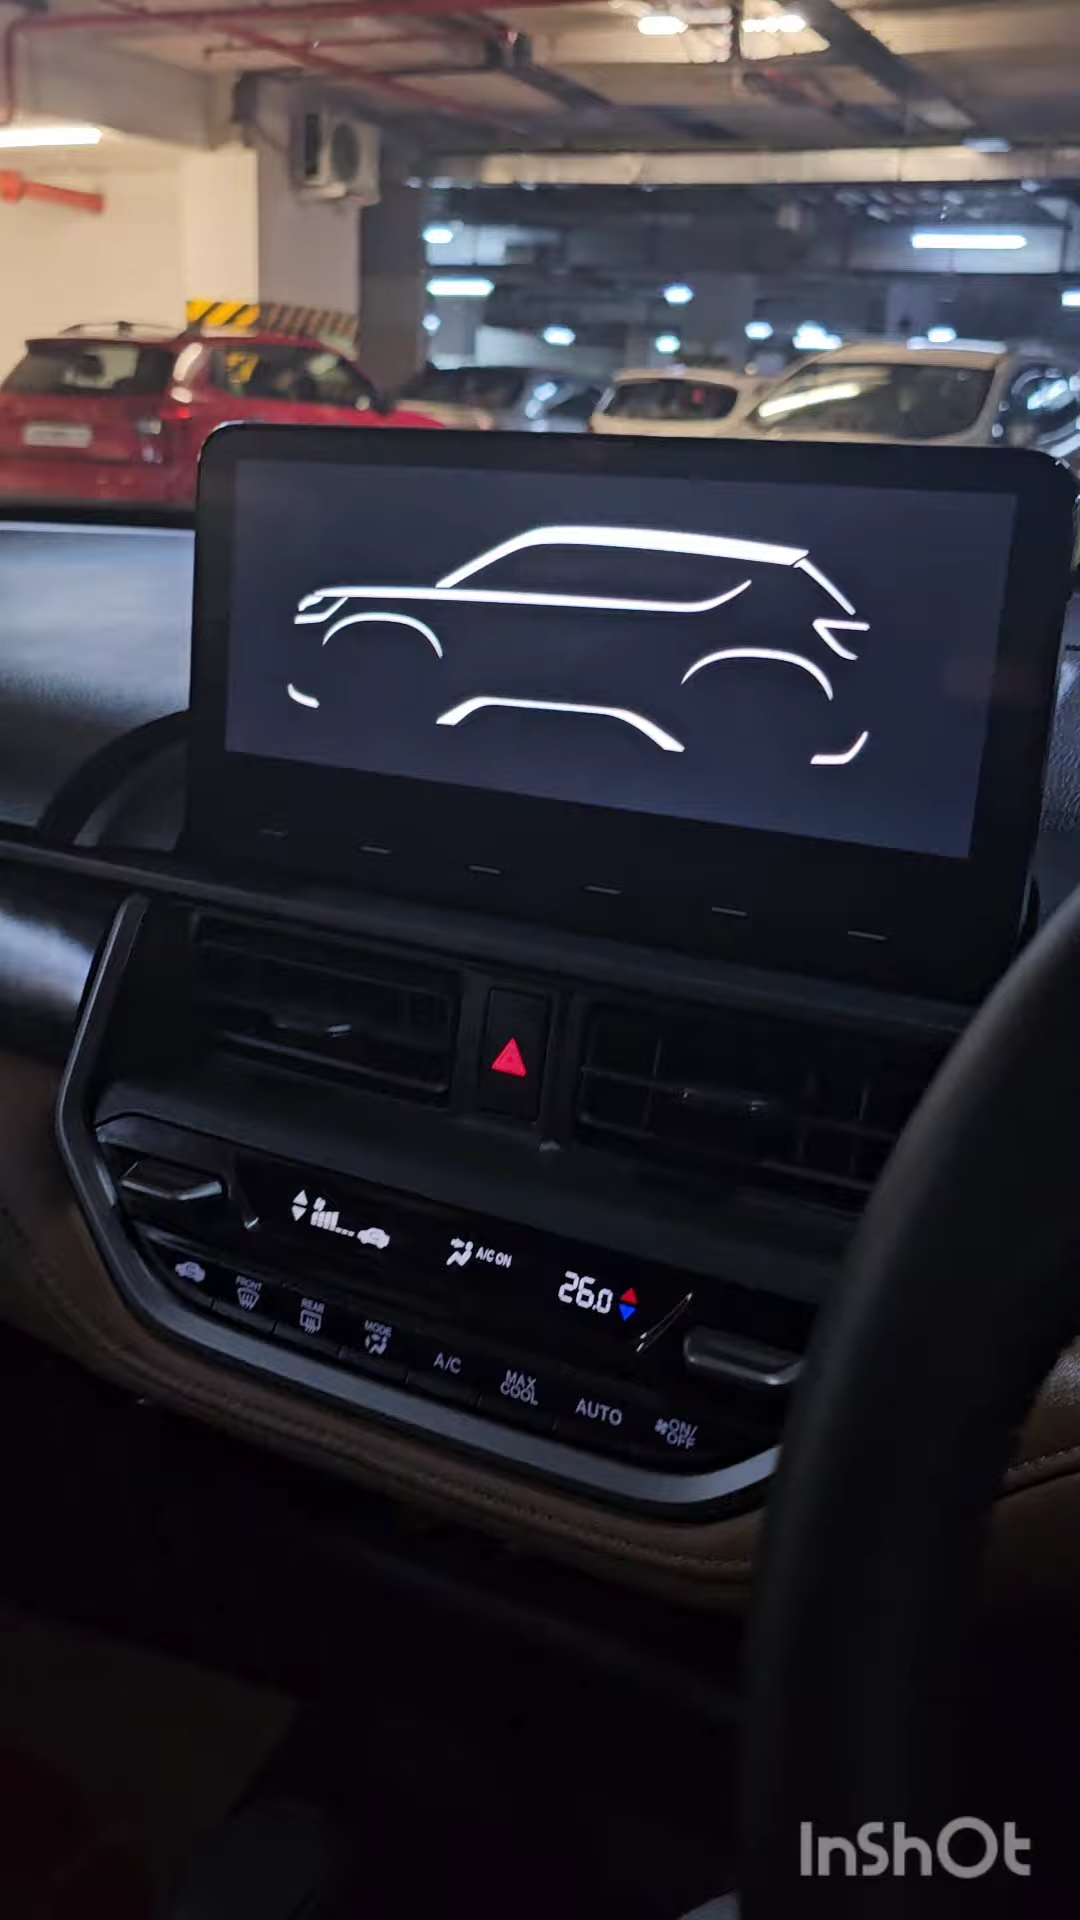 A/C ON
26.0
FRONT
REAR
MODE
A/C
MAX
COOL
AUTO
ON/
OFF
InShOt